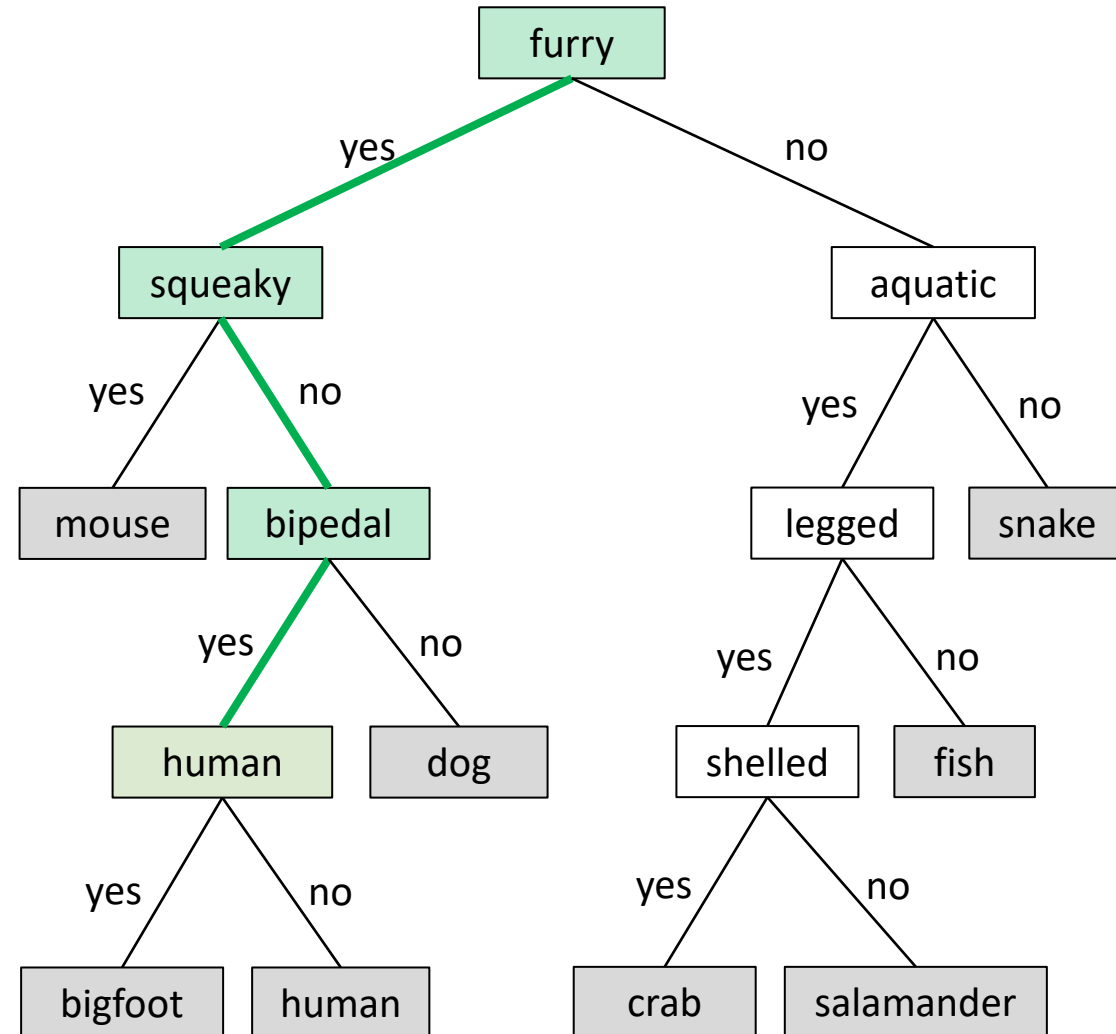 furry
yes
no
squeaky
aquatic
yes
no
yes
no
mouse
bipedal
legged
snake
yes
no
yes
no
human
dog
shelled
fish
yes
no
yes
no
bigfoot
human
crab
salamander